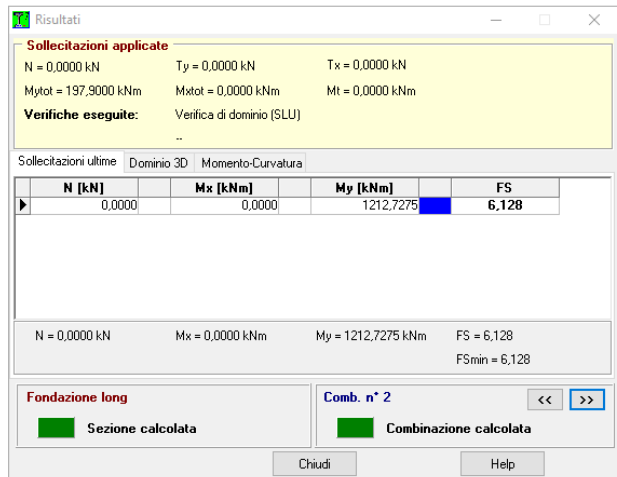 Risultati
Sollecitazioni applicate
N = 0,0000 kN Ty = 0,0000 kN Tx = 0,0000 kN
Mytot = 197,9000 kNm Mxtot = 0,0000 kNm Mt = 0,0000 kNm
Verifiche eseguite: Verifica di dominio (SLU)
--
Sollecitazioni ultime Dominio 3D Momento-Curvatura
N [kN] Mx [kNm] My [kNm] FS
0,0000 0,0000 1212,7275 6,128
N = 0,0000 kN Mx = 0,0000 kNm My = 1212,7275 kNm FS = 6,128
FSmin = 6,128
Fondazione long Comb. n° 2 << >>
Sezione calcolata Combinazione calcolata
Chiudi Help